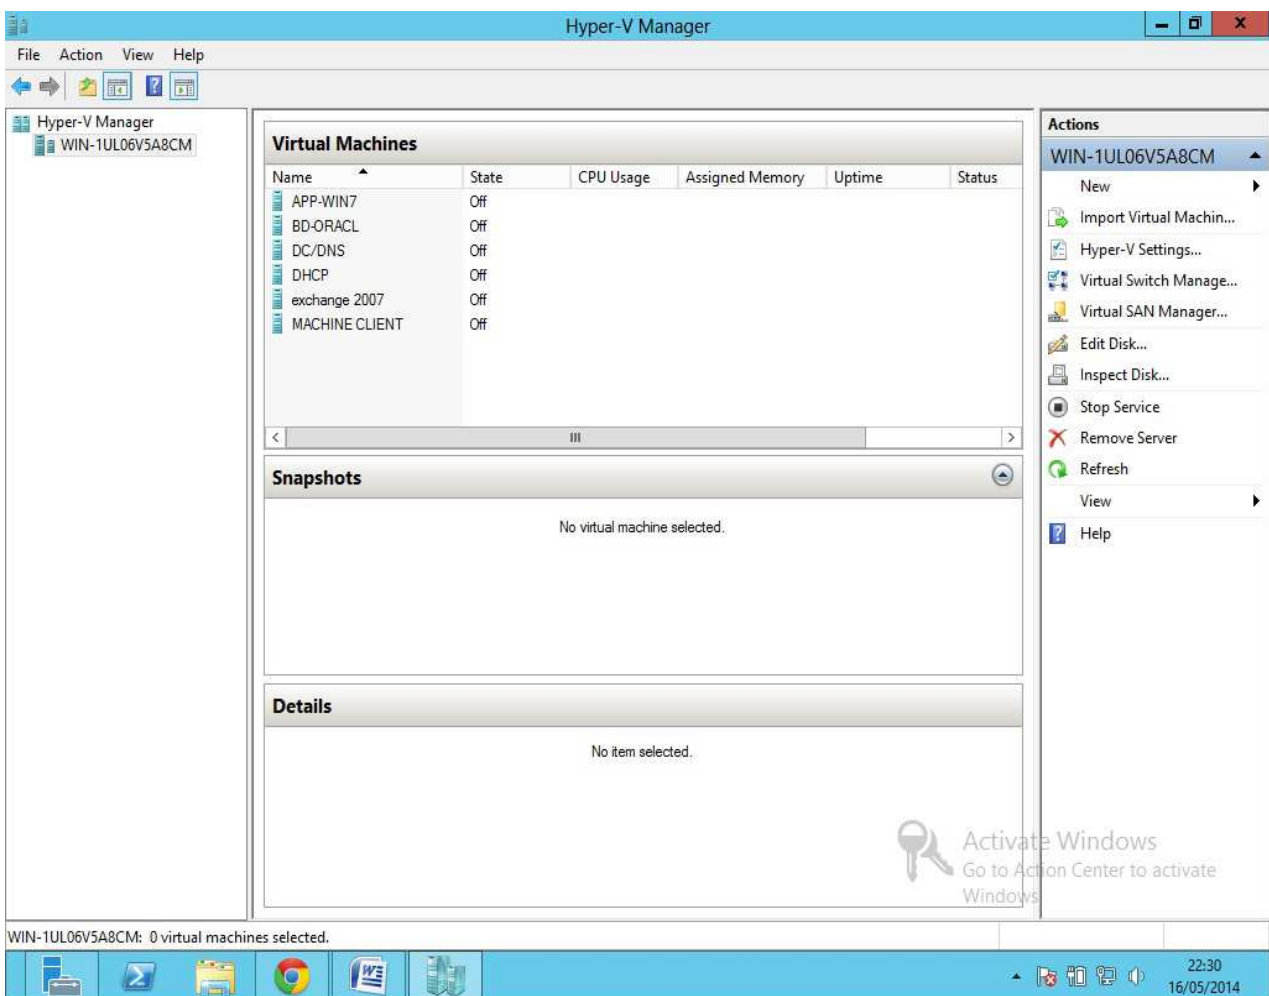 Hyper-V Manager
File Action View Help
Hyper-V Manager
WIN-1UL06V5A8CM
Virtual Machines
Name State CPU Usage Assigned Memory Uptime Status
APP-WIN7 Off
BD-ORACL Off
DC/DNS Off
DHCP Off
exchange 2007 Off
MACHINE CLIENT Off
Snapshots
No virtual machine selected.
Details
No item selected.
Actions
WIN-1UL06V5A8CM
New
Import Virtual Machin...
Hyper-V Settings...
Virtual Switch Manage...
Virtual SAN Manager...
Edit Disk...
Inspect Disk...
Stop Service
Remove Server
Refresh
View
Help
Activate Windows
Go to Action Center to activate
Windows
WIN-1UL06V5A8CM: 0 virtual machines selected.
22:30
16/05/2014